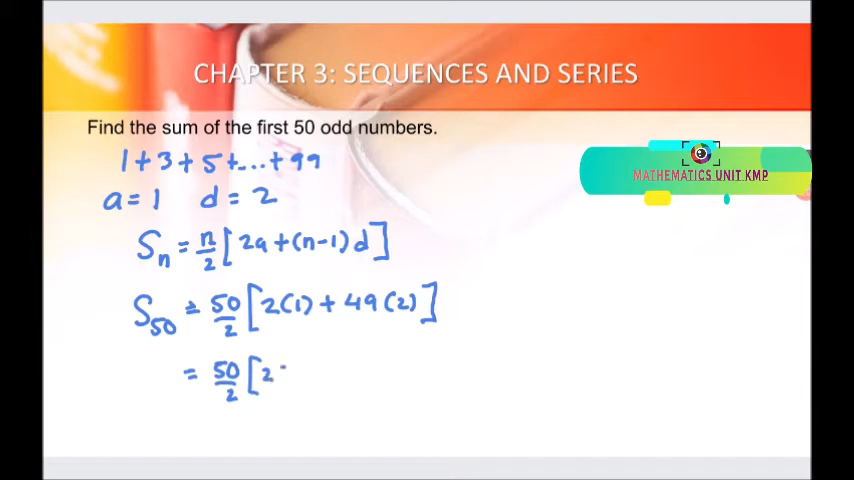 CHAPTER 3: SEQUENCES AND SERIES
Find the sum of the first 50 odd numbers.
1 + 3 + 5 + ... + 99
MATHEMATICS UNIT KMP
a = 1 d = 2
Sₙ = n/2 [2a + (n-1)d]
S₅₀ = 50/2 [2(1) + 49(2)]
= 50/2 [2